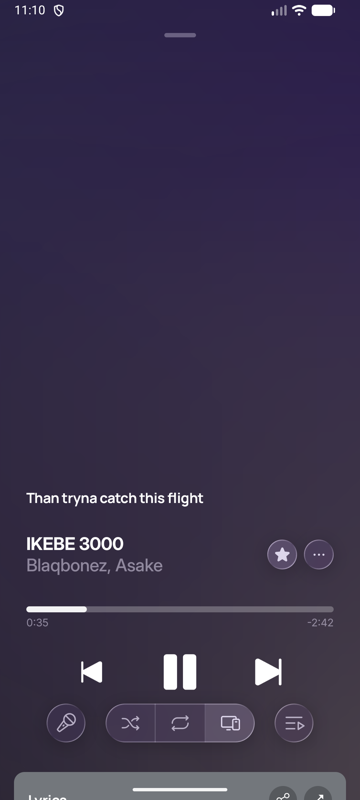 11:10
Than tryna catch this flight
IKEBE 3000
Blaqbonez, Asake
0:35
-2:42
Lyrics